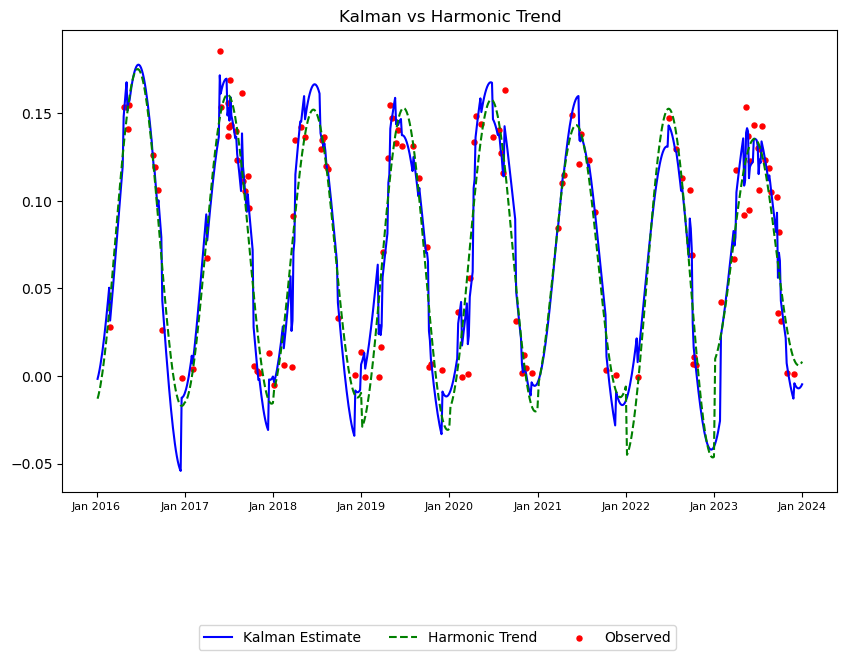 Kalman vs Harmonic Trend
0.15
0.10
0.05
0.00
−0.05
Jan 2016 Jan 2017 Jan 2018 Jan 2019 Jan 2020 Jan 2021 Jan 2022 Jan 2023 Jan 2024
Kalman Estimate Harmonic Trend Observed